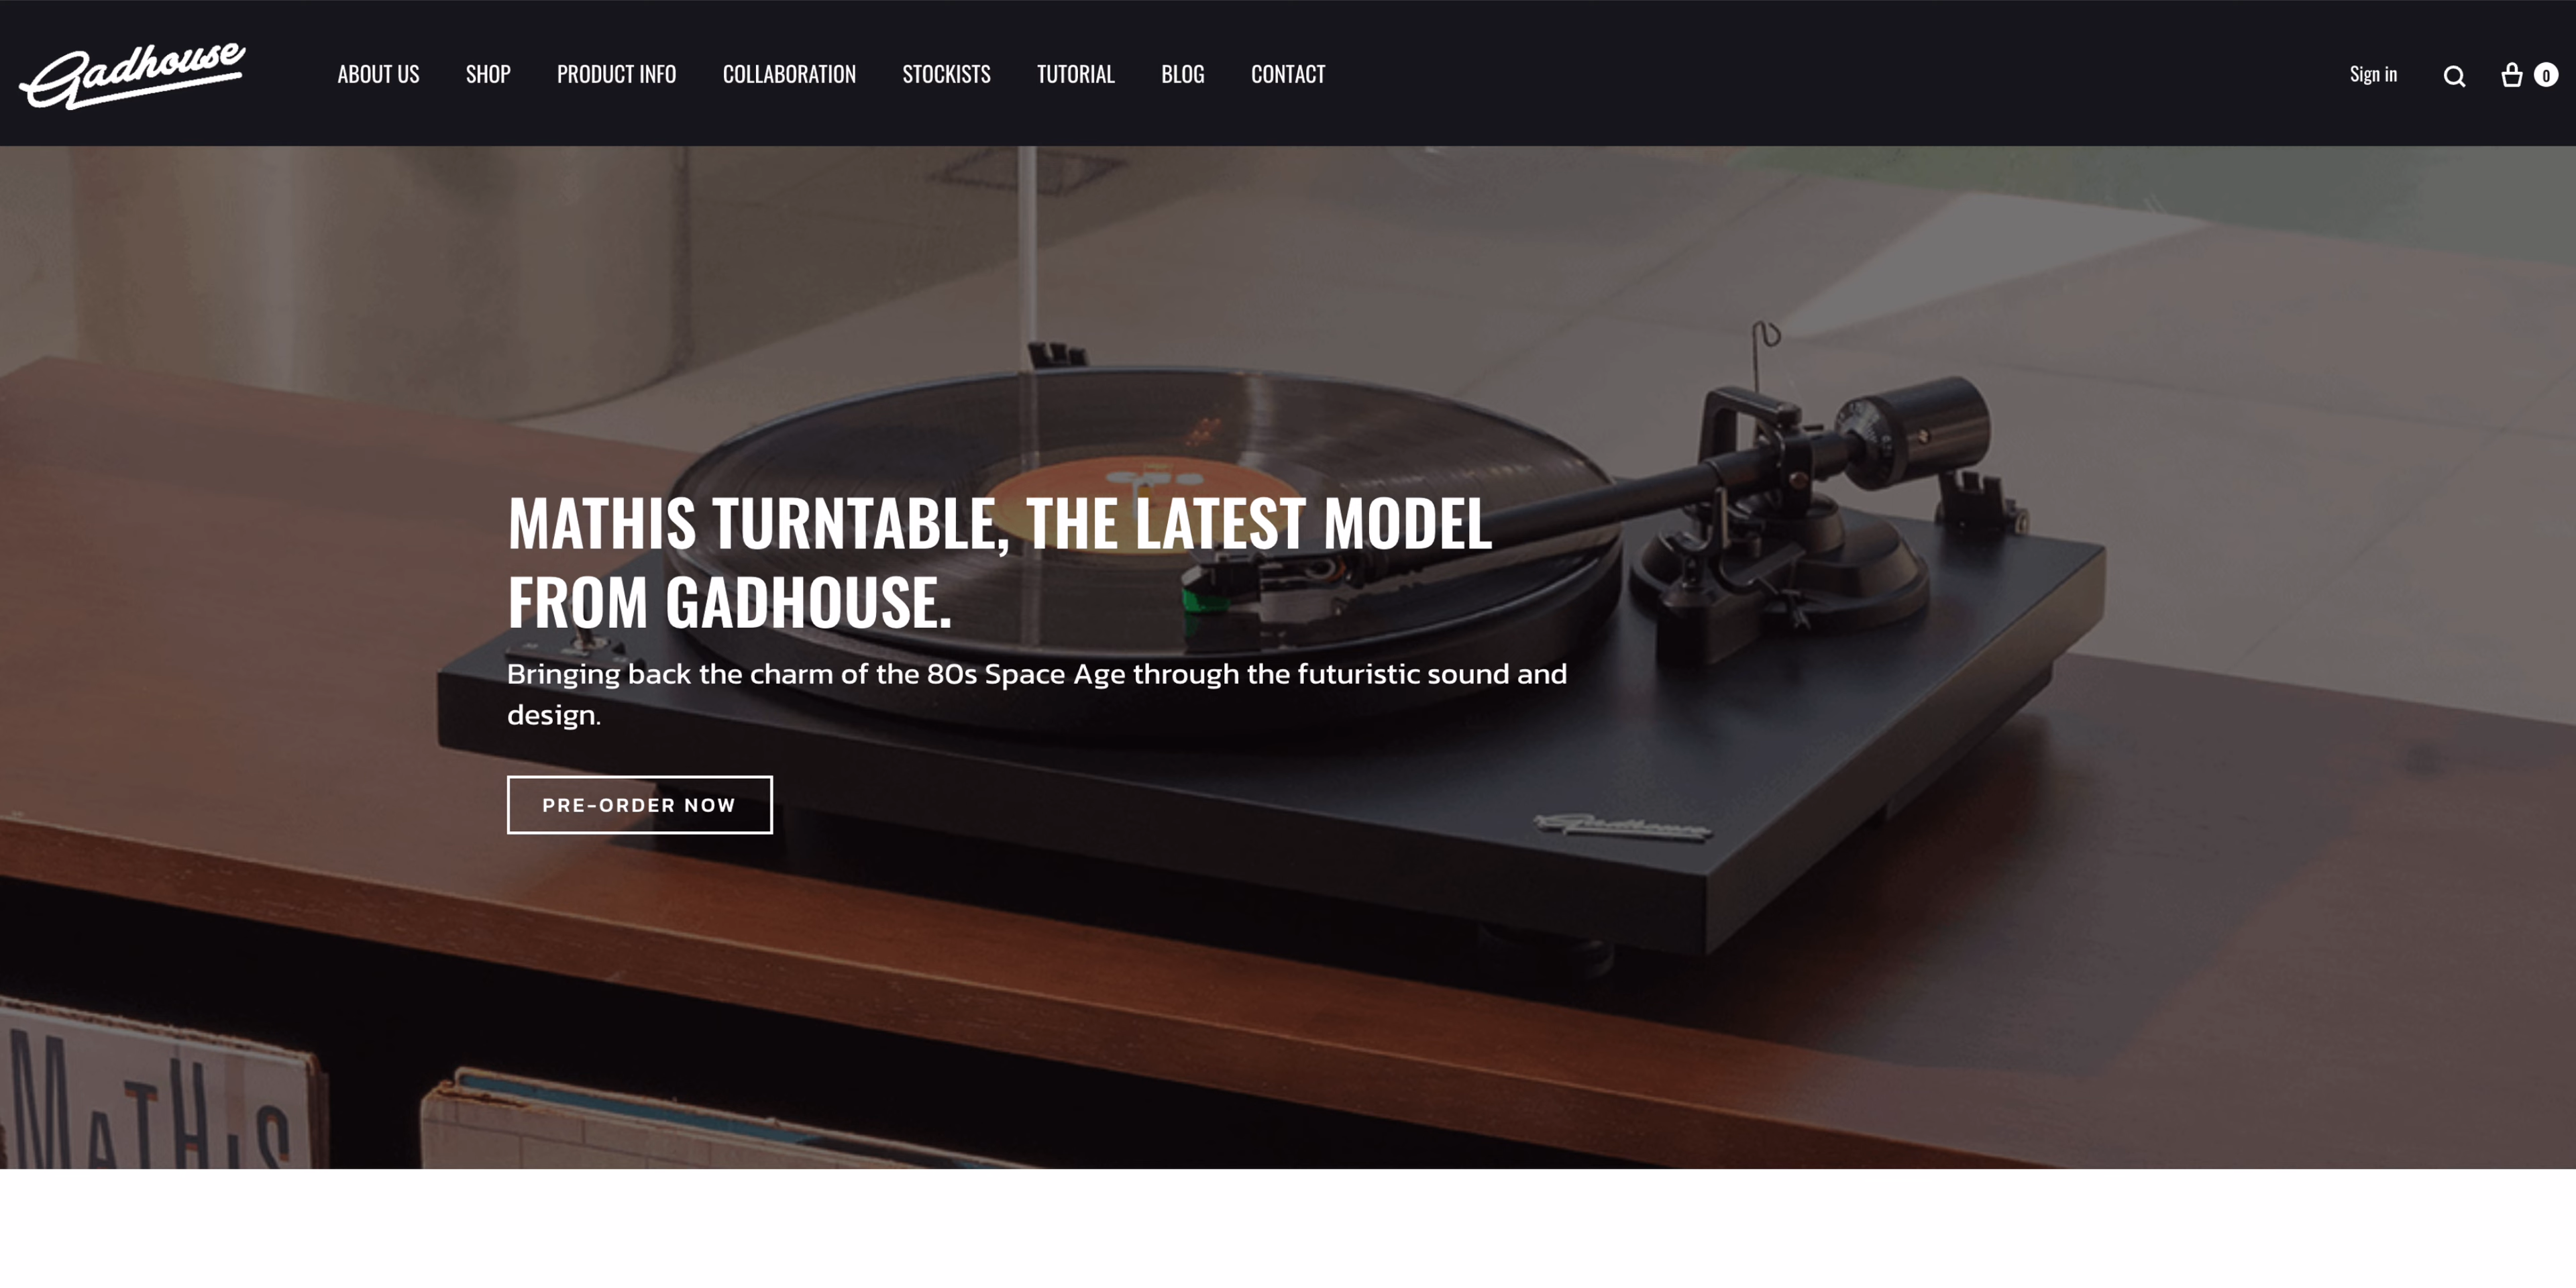 Gadhouse
ABOUT US SHOP PRODUCT INFO COLLABORATION STOCKISTS TUTORIAL BLOG CONTACT Sign in 0
MATHIS TURNTABLE, THE LATEST MODEL
FROM GADHOUSE.
Bringing back the charm of the 80s Space Age through the futuristic sound and
design.
PRE-ORDER NOW
Gadhouse
MATHIS